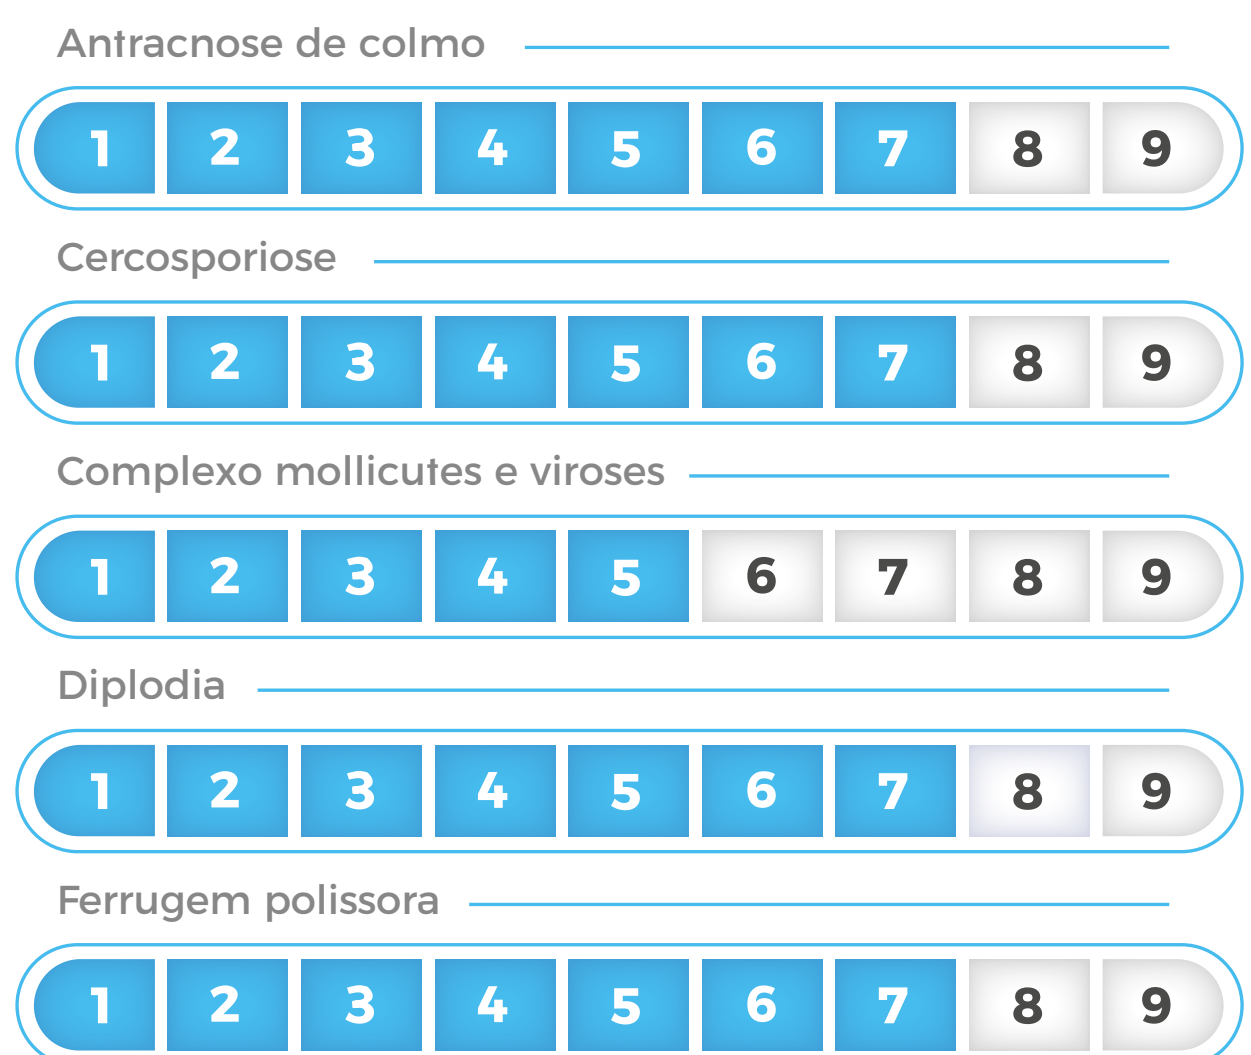 Antracnose de colmo
1 2 3 4 5 6 7 8 9
Cercosporiose
1 2 3 4 5 6 7 8 9
Complexo mollicutes e viroses
1 2 3 4 5 6 7 8 9
Diplodia
1 2 3 4 5 6 7 8 9
Ferrugem polissora
1 2 3 4 5 6 7 8 9